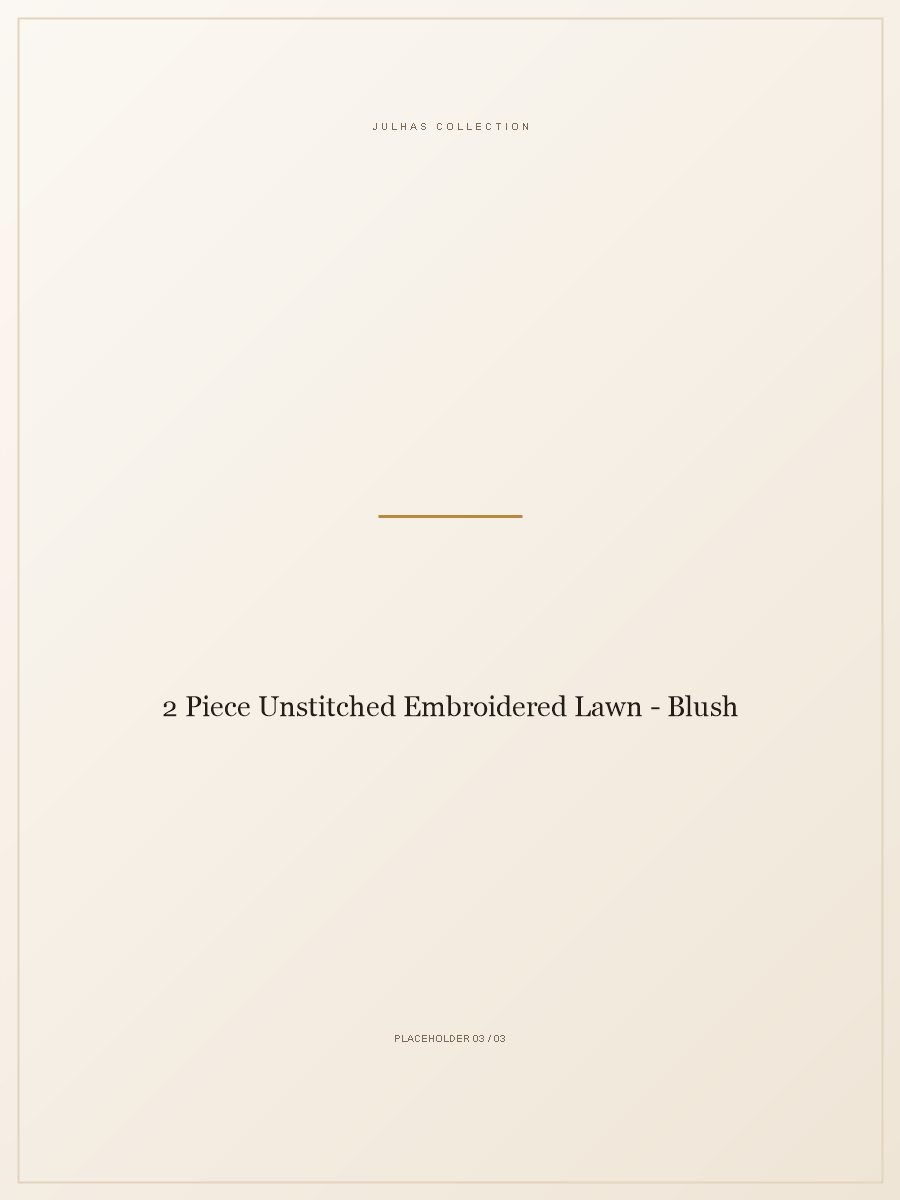 JULHAS COLLECTION
2 Piece Unstitched Embroidered Lawn - Blush
PLACEHOLDER 03 / 03